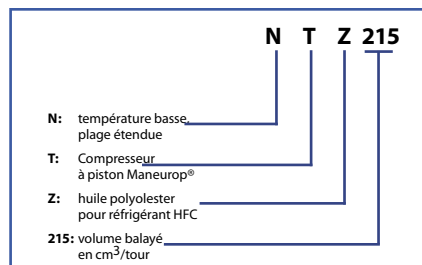 N T Z 215
N: température basse,
plage étendue
T: Compresseur
à piston Maneurop®
Z: huile polyolester
pour réfrigérant HFC
215: volume balayé
en cm³/tour